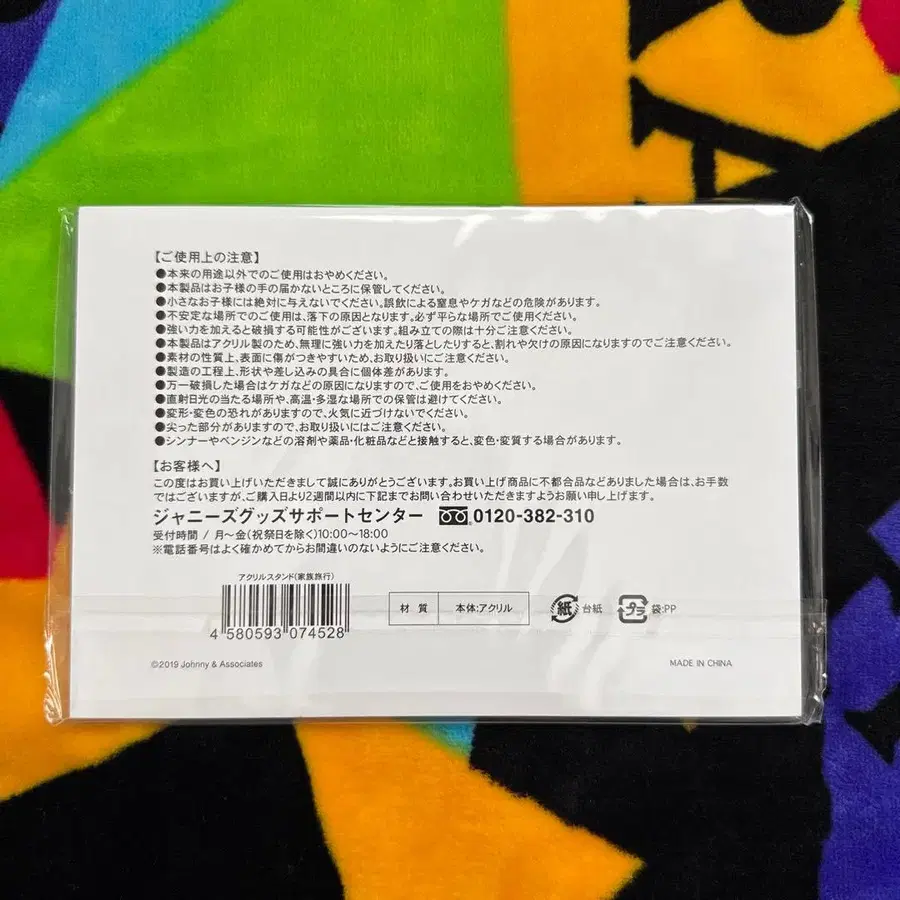 【ご使用上の注意】
●本来の用途以外でのご使用はおやめください。
●本製品はお子様の手の届かないところに保管してください。
●小さなお子様には絶対に与えないでください。誤飲による窒息やケガなどの危険があります。
●不安定な場所でのご使用は、落下の原因となります。必ず平らな場所でご使用ください。
●強い力を加えると破損する可能性がございます。組み立ての際は十分ご注意ください。
●本製品はアクリル製のため、無理に強い力を加えたり落としたりすると、割れや欠けの原因になりますのでご注意ください。
●素材の性質上、表面に傷がつきやすいため、お取り扱いにご注意ください。
●製造の工程上、形状や差し込みの具合に個体差があります。
●万一破損した場合はケガなどの原因になりますので、ご使用をおやめください。
●直射日光の当たる場所や、高温・多湿な場所での保管は避けてください。
●変形・変色の恐れがありますので、火気に近づけないでください。
●尖った部分がありますので、お取り扱いにはご注意ください。
●シンナーやベンジンなどの溶剤や薬品・化粧品などと接触すると、変色・変質する場合があります。
【お客様へ】
この度はお買い上げいただきまして誠にありがとうございます。お買い上げ商品に不都合品などありました場合は、お手数
ではございますが、ご購入日より2週間以内に下記までお問い合わせいただきますようお願い申し上げます。
ジャニーズグッズサポートセンター 0120-382-310
受付時間 / 月～金(祝祭日を除く)10:00～18:00
※電話番号はよく確かめてからお間違いのないようにご注意ください。
アクリルスタンド(家族旅行)
4 580593 074528
材質 本体:アクリル
紙 台紙
プラ 袋:PP
©2019 Johnny & Associates
MADE IN CHINA